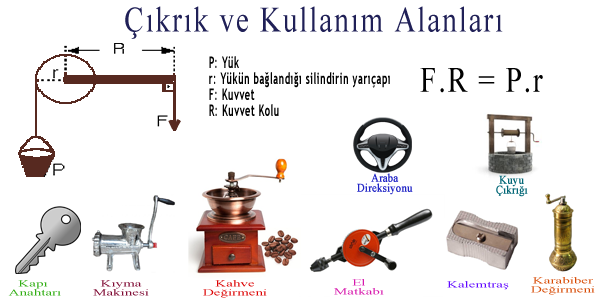 Çıkrık ve Kullanım Alanları
R
r
F
P
P: Yük
r: Yükün bağlandığı silindirin yarıçapı
F: Kuvvet
R: Kuvvet Kolu
F.R = P.r
Araba
Direksiyonu
Kuyu
Çıkrığı
Kapı
Anahtarı
Kıyma
Makinesi
Kahve
Değirmeni
El
Matkabı
Kalemtraş
Karabiber
Değirmeni